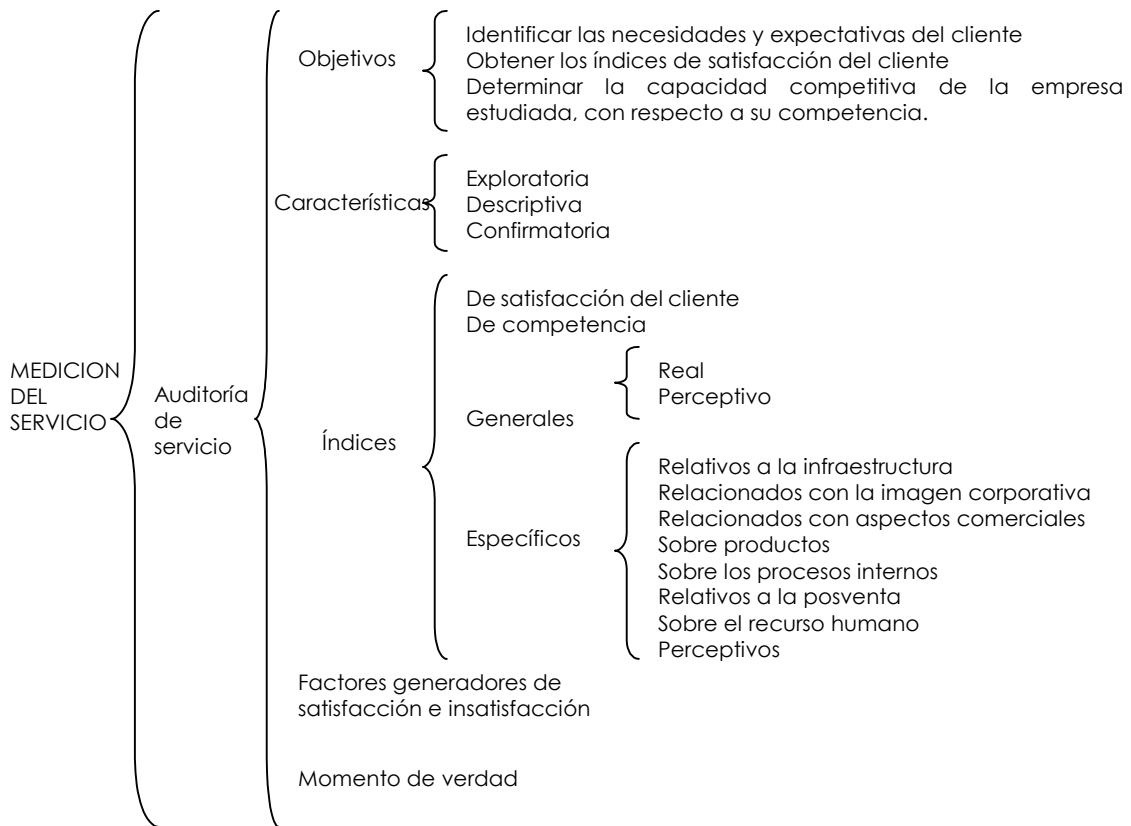 MEDICION
DEL
SERVICIO
Auditoría
de
servicio
Objetivos
Identificar las necesidades y expectativas del cliente
Obtener los índices de satisfacción del cliente
Determinar la capacidad competitiva de la empresa
estudiada, con respecto a su competencia.
Características
Exploratoria
Descriptiva
Confirmatoria
Índices
De satisfacción del cliente
De competencia
Generales
Real
Perceptivo
Específicos
Relativos a la infraestructura
Relacionados con la imagen corporativa
Relacionados con aspectos comerciales
Sobre productos
Sobre los procesos internos
Relativos a la posventa
Sobre el recurso humano
Perceptivos
Factores generadores de
satisfacción e insatisfacción
Momento de verdad